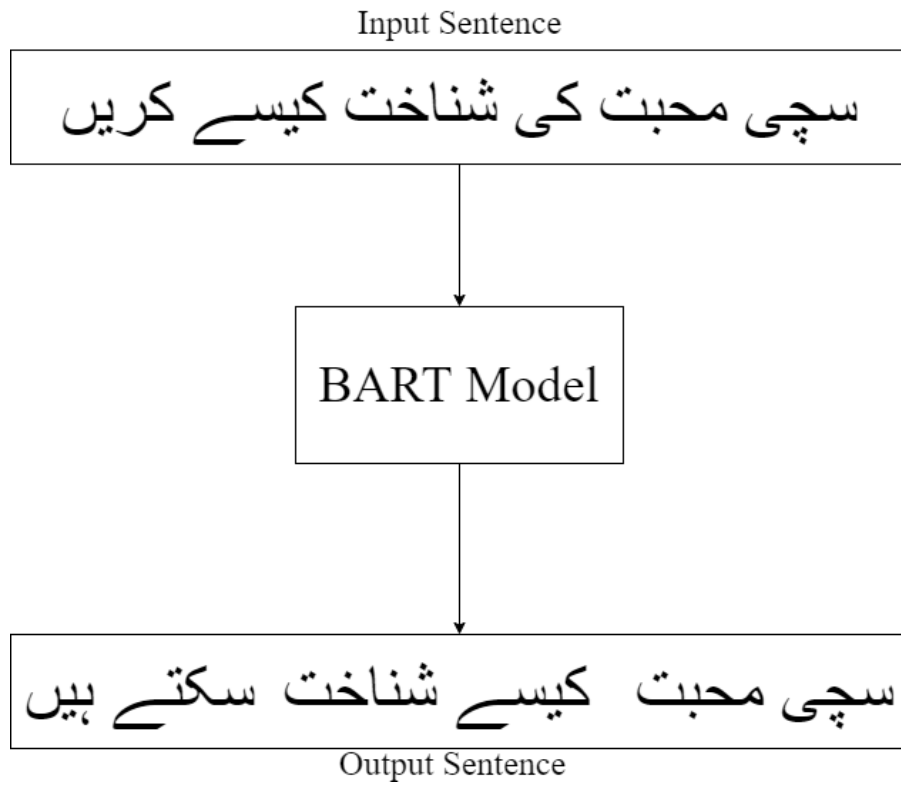 Input Sentence
سچی محبت کی شناخت کیسے کریں
BART Model
سچی محبت کیسے شناخت سکتے ہیں
Output Sentence